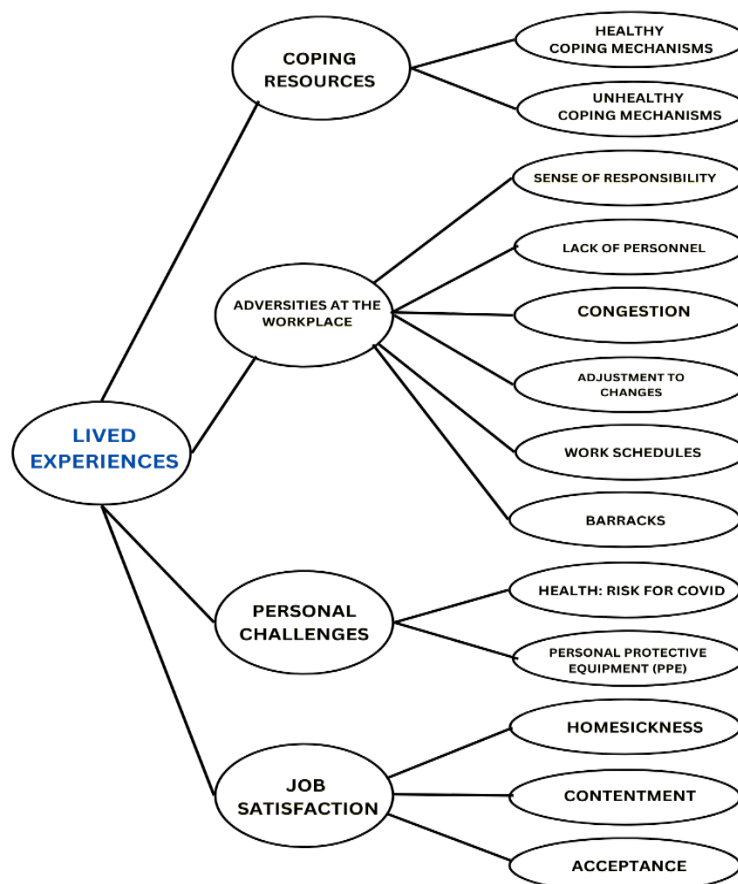 COPING
RESOURCES
HEALTHY
COPING MECHANISMS
UNHEALTHY
COPING MECHANISMS
SENSE OF RESPONSIBILITY
LACK OF PERSONNEL
ADVERSITIES AT THE
WORKPLACE
CONGESTION
ADJUSTMENT TO
CHANGES
LIVED
EXPERIENCES
WORK SCHEDULES
BARRACKS
PERSONAL
CHALLENGES
HEALTH: RISK FOR COVID
PERSONAL PROTECTIVE
EQUIPMENT (PPE)
HOMESICKNESS
JOB
SATISFACTION
CONTENTMENT
ACCEPTANCE